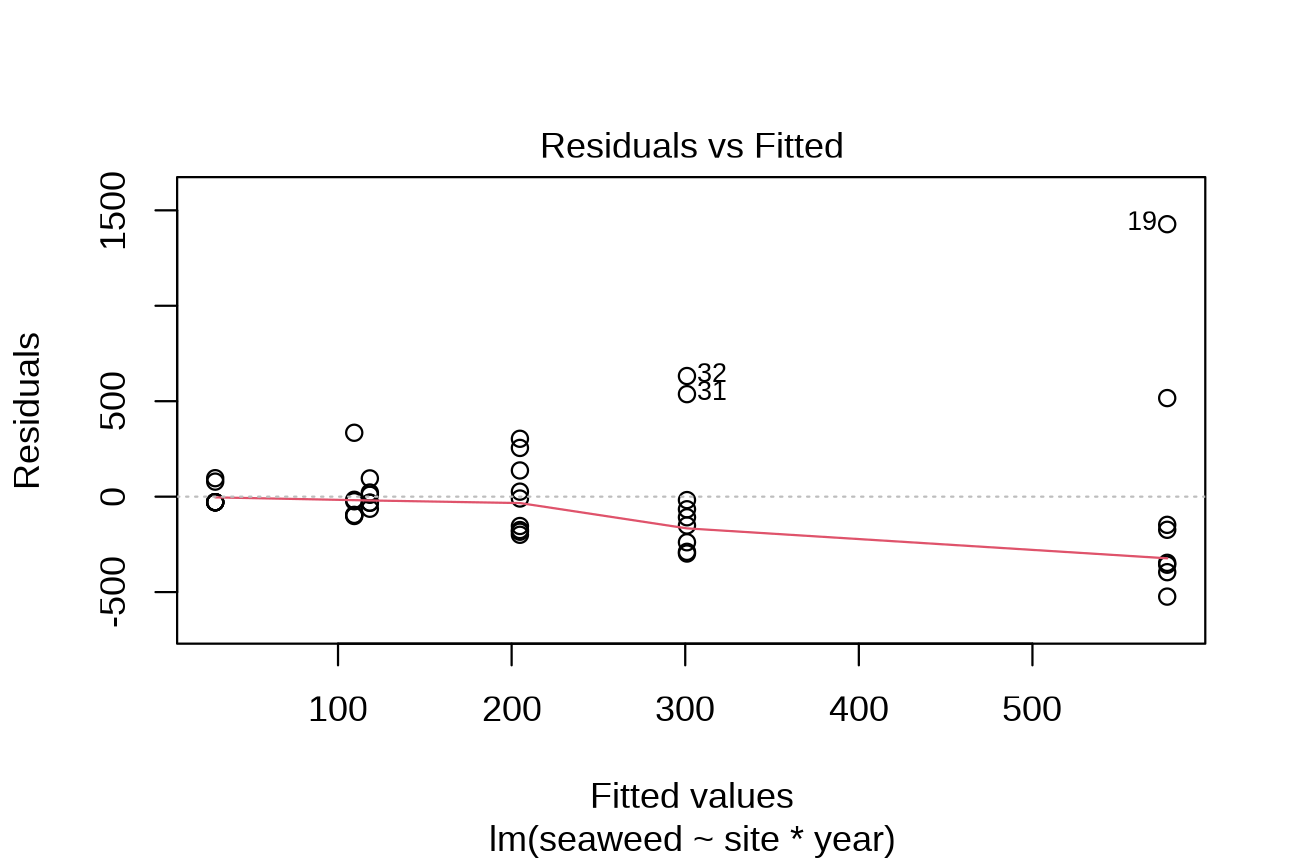 Residuals vs Fitted
Residuals
1500
500
0
-500
19
32
31
100 200 300 400 500
Fitted values
lm(seaweed ~ site * year)